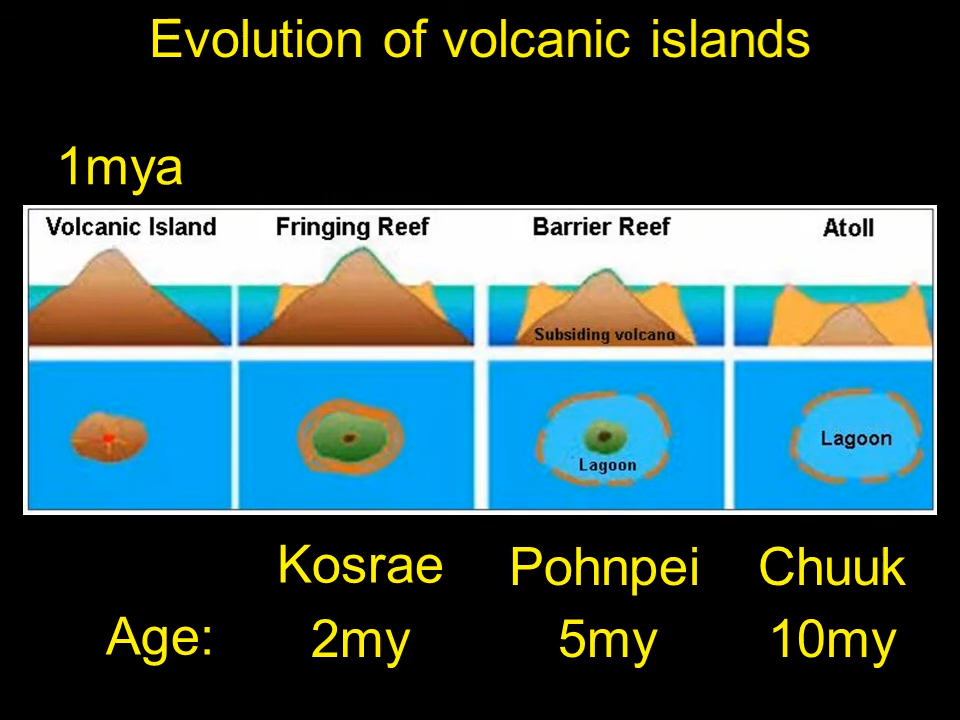 Evolution of volcanic islands
1mya
Volcanic Island Fringing Reef Barrier Reef Atoll
Subsiding volcano
Lagoon
Lagoon
Kosrae Pohnpei Chuuk
Age: 2my 5my 10my